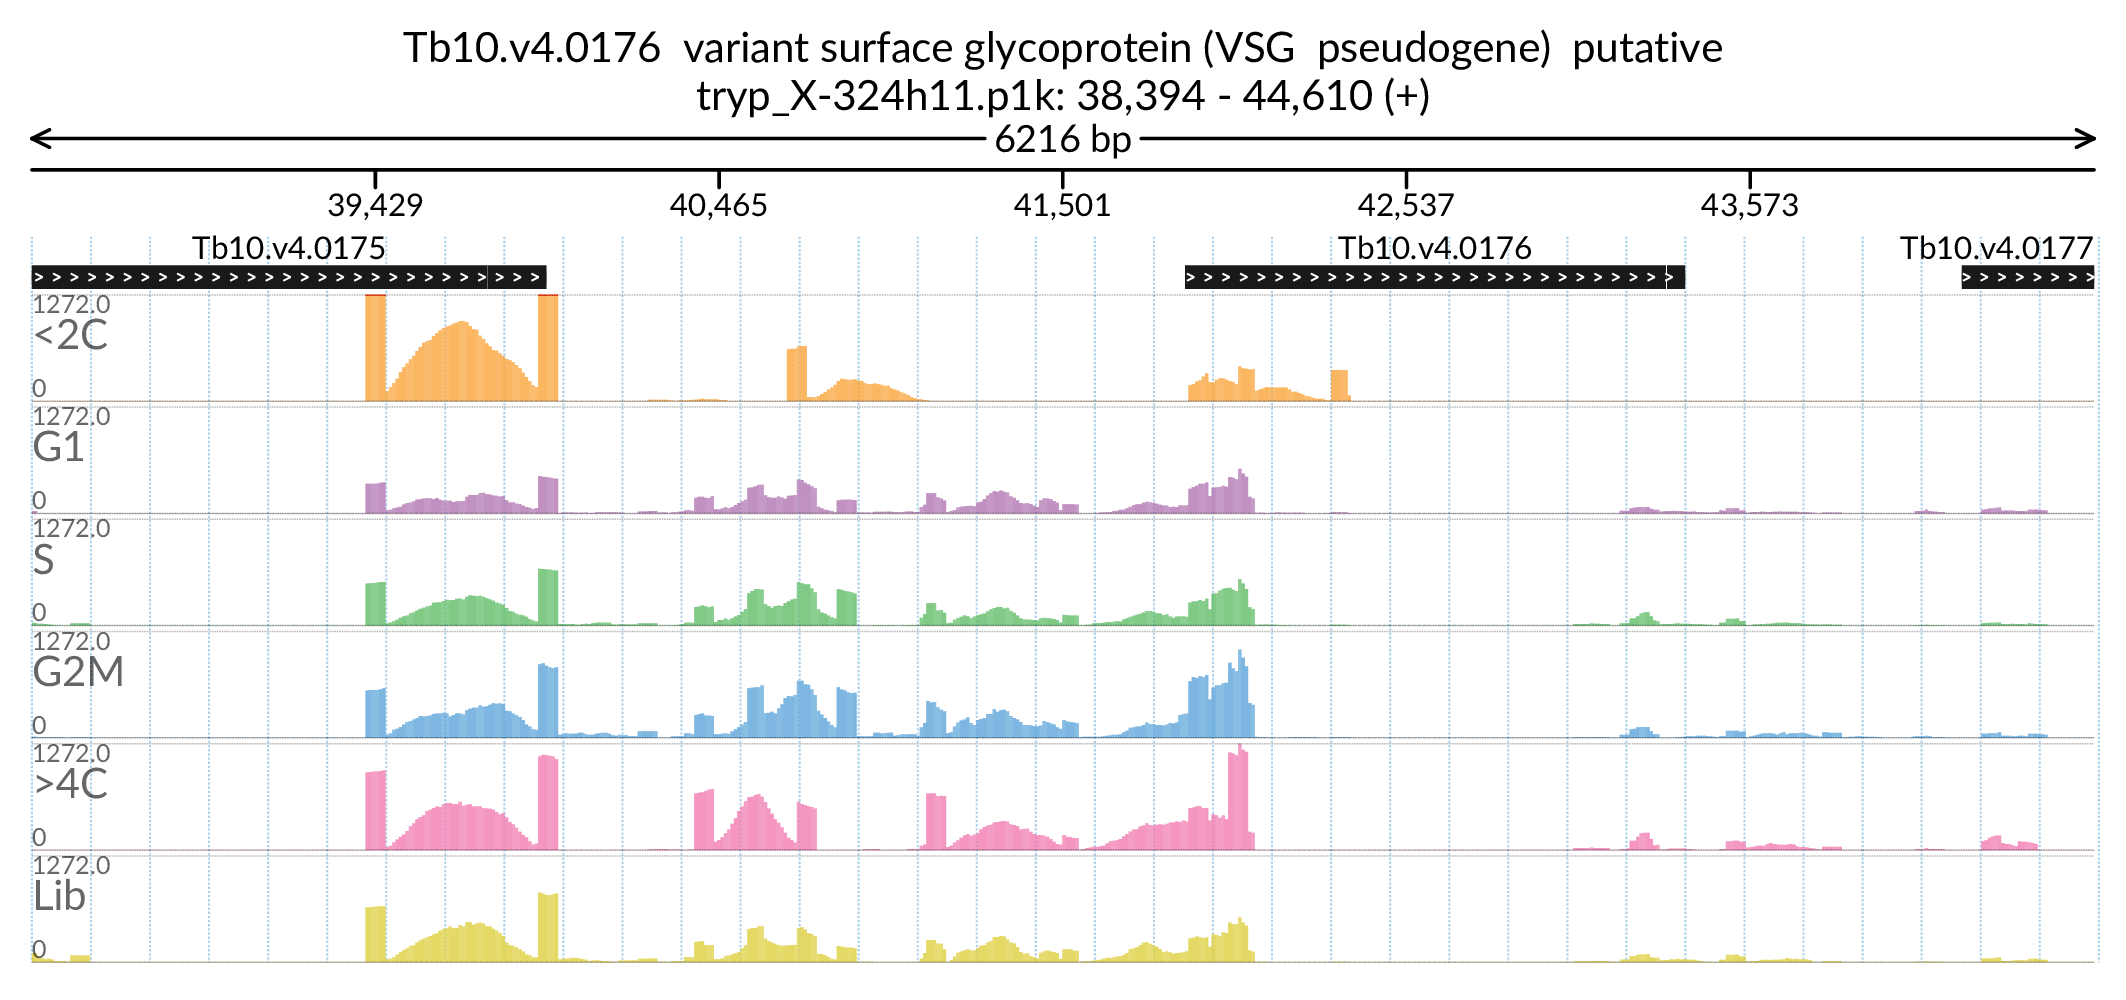 Tb10.v4.0176 variant surface glycoprotein (VSG pseudogene) putative
tryp_X-324h11.p1k: 38,394 - 44,610 (+)
6216 bp
39,429 40,465 41,501 42,537 43,573
Tb10.v4.0175 Tb10.v4.0176 Tb10.v4.0177
1272.0
<2C
0
1272.0
G1
0
1272.0
S
0
1272.0
G2M
0
1272.0
>4C
0
1272.0
Lib
0